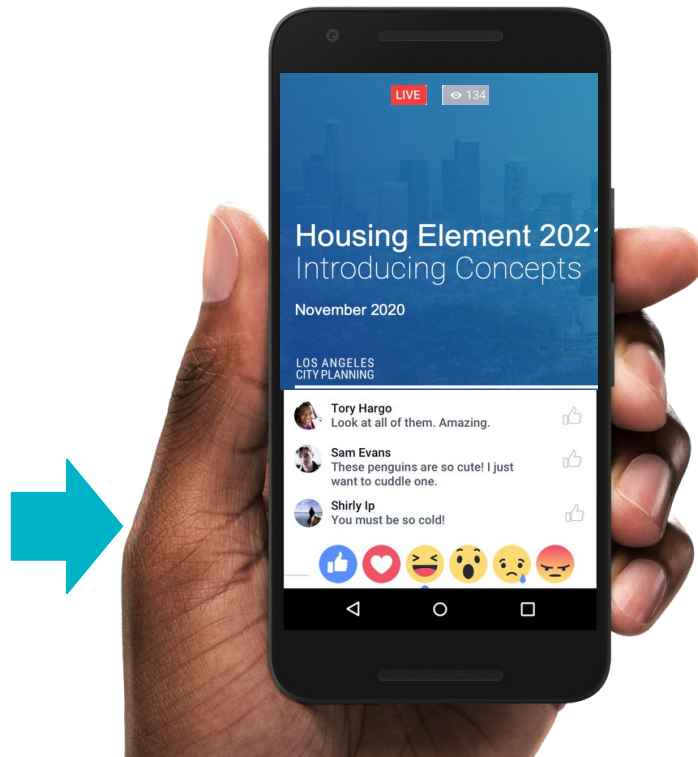 LIVE 134
Housing Element 202
Introducing Concepts
November 2020
LOS ANGELES
CITY PLANNING
Tory Hargo
Look at all of them. Amazing.
Sam Evans
These penguins are so cute! I just
want to cuddle one.
Shirly Ip
You must be so cold!